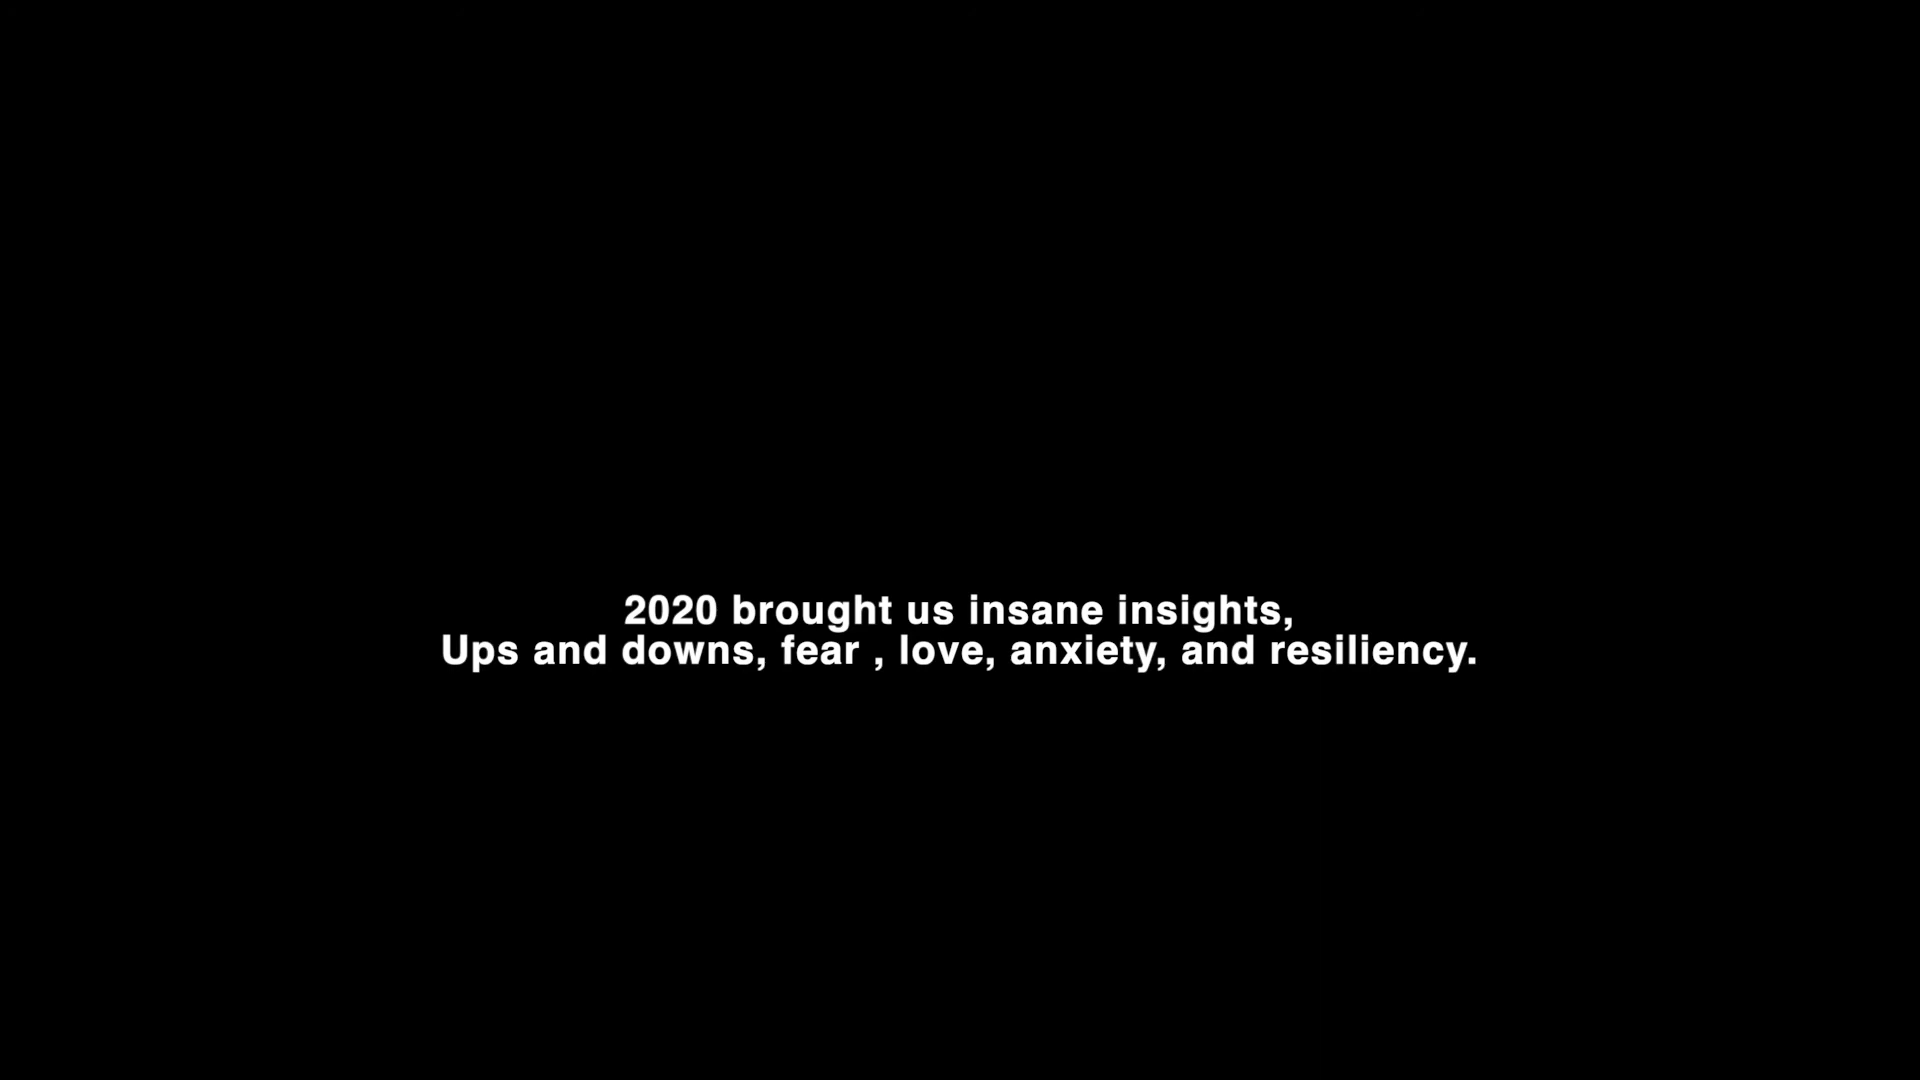 2020 brought us insane insights,
Ups and downs, fear , love, anxiety, and resiliency.